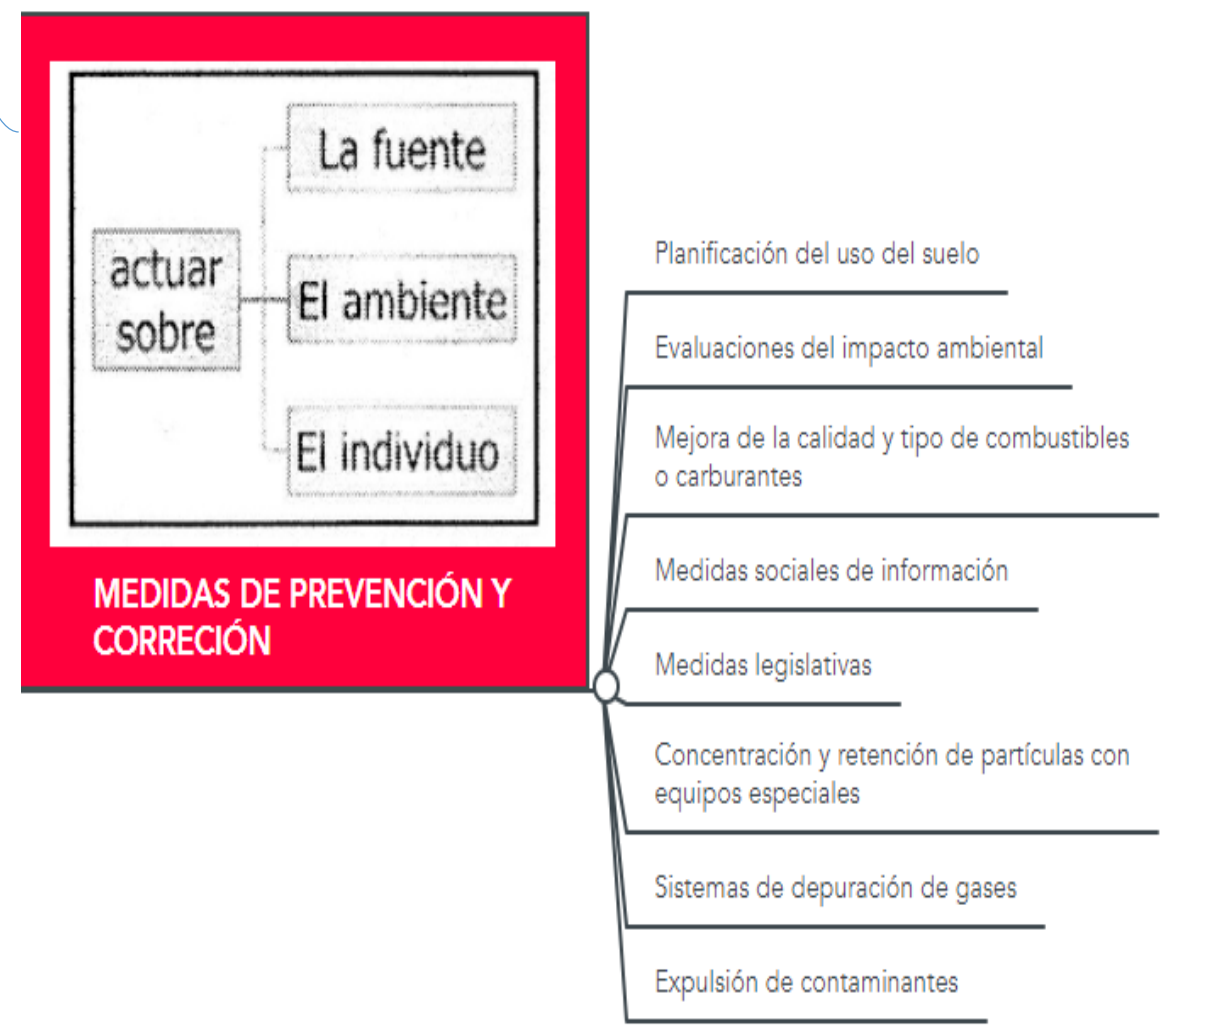 La fuente
actuar
sobre
El ambiente
El individuo
MEDIDAS DE PREVENCIÓN Y
CORRECIÓN
Planificación del uso del suelo
Evaluaciones del impacto ambiental
Mejora de la calidad y tipo de combustibles
o carburantes
Medidas sociales de información
Medidas legislativas
Concentración y retención de partículas con
equipos especiales
Sistemas de depuración de gases
Expulsión de contaminantes